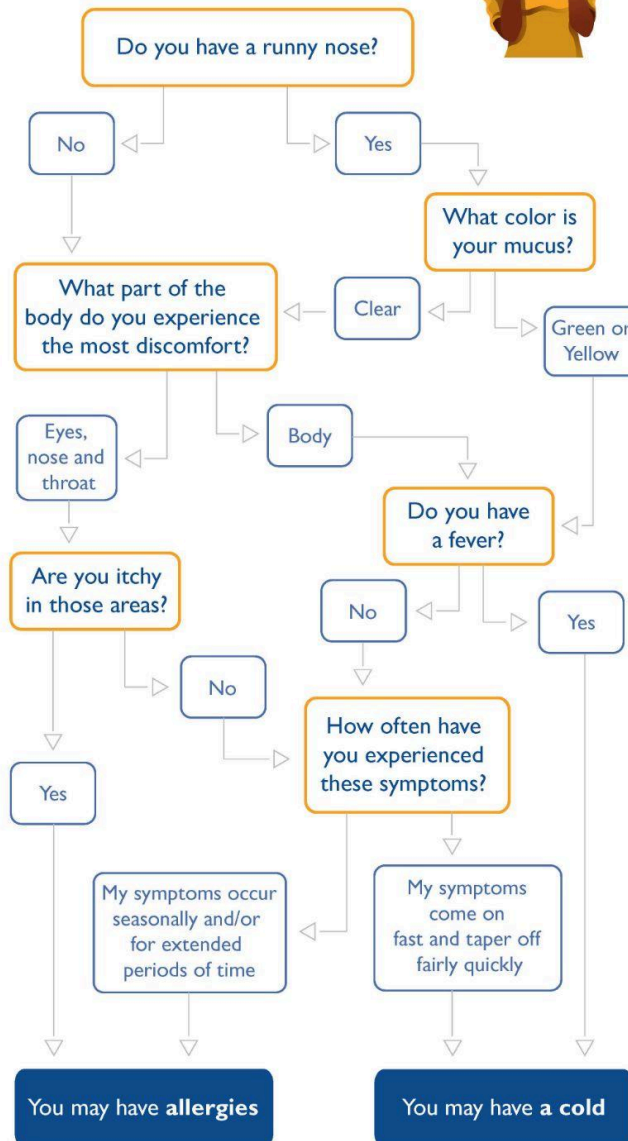 Do you have a runny nose?
No
Yes
What color is
your mucus?
What part of the
body do you experience
the most discomfort?
Clear
Green or
Yellow
Eyes,
nose and
throat
Body
Do you have
a fever?
Are you itchy
in those areas?
No
Yes
No
How often have
you experienced
these symptoms?
Yes
My symptoms occur
seasonally and/or
for extended
periods of time
My symptoms
come on
fast and taper off
fairly quickly
You may have allergies
You may have a cold